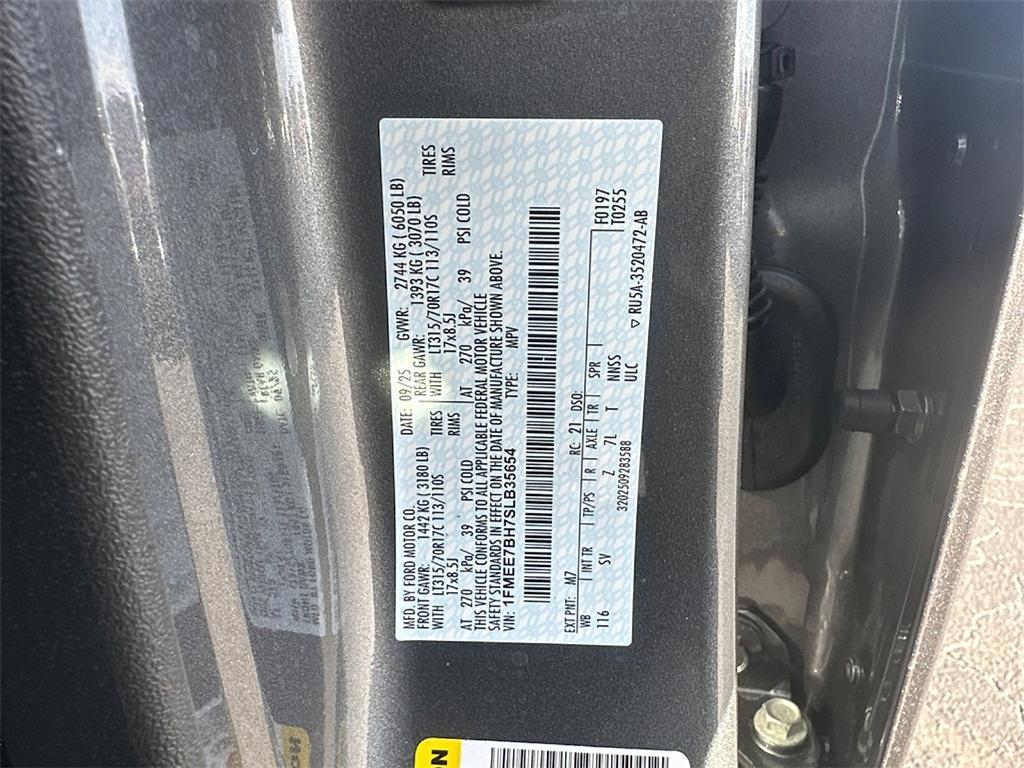 MFD. BY FORD MOTOR CO.
DATE: 09/25 GVWR: 2744 KG ( 6050 LB)
FRONT GAWR: 1442 KG ( 3180 LB) REAR GAWR: 1393 KG ( 3070 LB)
WITH LT315/70R17C 113/110S TIRES WITH LT315/70R17C 113/110S TIRES
17x8.5J RIMS 17x8.5J RIMS
AT 270 kPa/ 39 PSI COLD AT 270 kPa/ 39 PSI COLD
THIS VEHICLE CONFORMS TO ALL APPLICABLE FEDERAL MOTOR VEHICLE
SAFETY STANDARDS IN EFFECT ON THE DATE OF MANUFACTURE SHOWN ABOVE.
VIN: 1FMEE7BH7SLB35654 TYPE: MPV
EXT PNT: M7 RC: 21 DSO:
WB INT TR TP/PS R AXLE TR SPR F0197
116 SV Z 7L T NNSS T0255
3202509283588 ULC
▽ RU5A-3520472-AB
ON